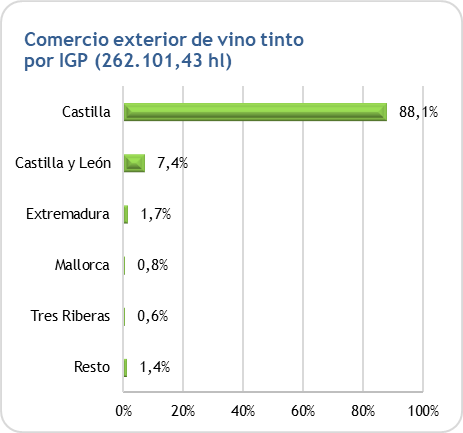 Comercio exterior de vino tinto
por IGP (262.101,43 hl)
Castilla 88,1%
Castilla y León 7,4%
Extremadura 1,7%
Mallorca 0,8%
Tres Riberas 0,6%
Resto 1,4%
0% 20% 40% 60% 80% 100%